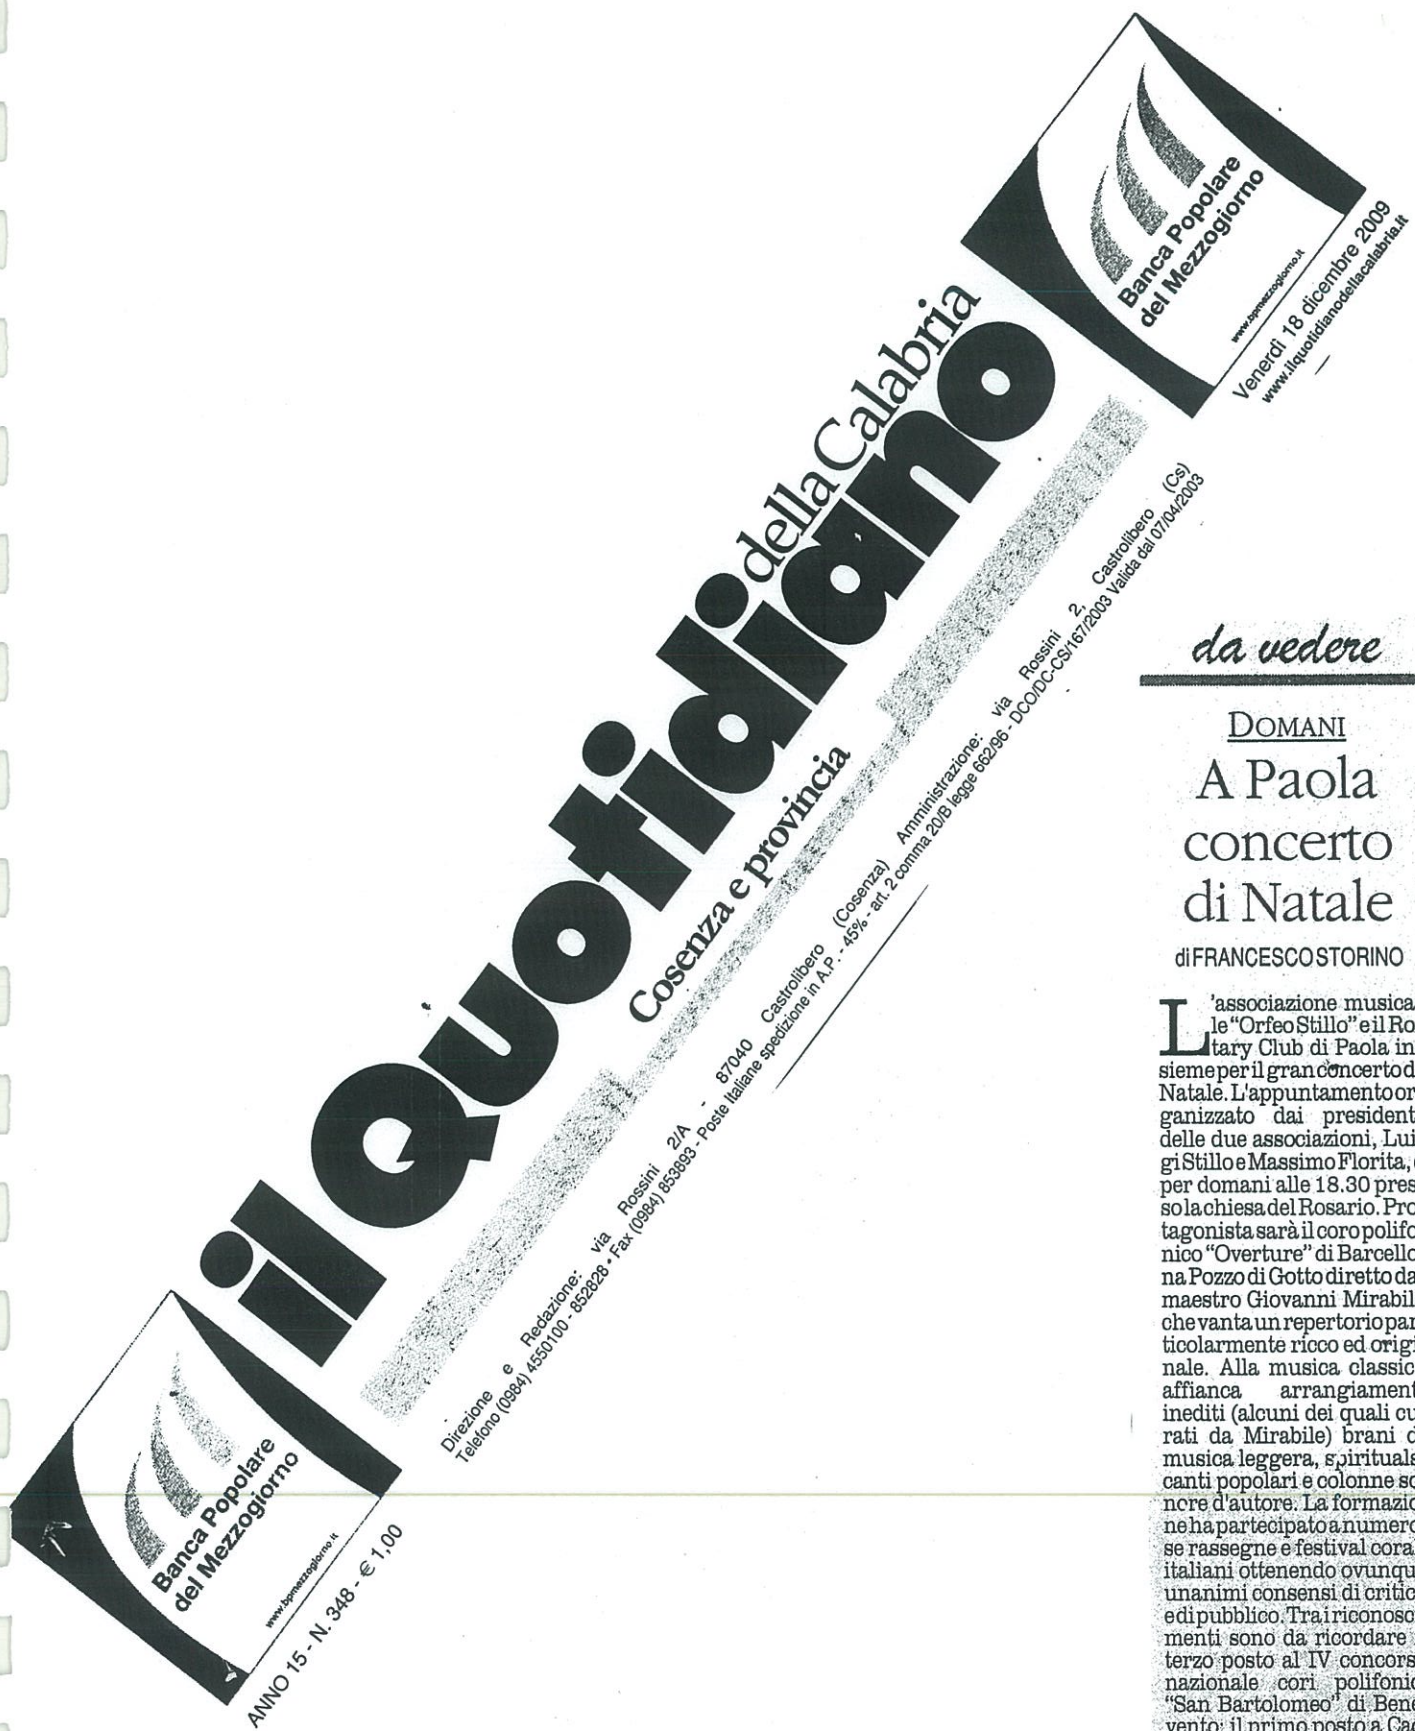 Banca Popolare
del Mezzogiorno
www.bpmezzogiorno.it
ANNO 15 - N. 348 - € 1,00
il Quotidiano
della Calabria
Cosenza e provincia
Banca Popolare
del Mezzogiorno
www.bpmezzogiorno.it
Venerdì 18 dicembre 2009
www.ilquotidianodellacalabria.it
Direzione e Redazione: via Rossini 2/A - 87040 Castrolibero (Cosenza) Amministrazione: via Rossini 2, Castrolibero (Cs)
Telefono (0984) 4550100 - 852828 • Fax (0984) 853893 - Poste Italiane spedizione in A.P. - 45% - art. 2 comma 20/B legge 662/96 - DCO/DC-CS/167/2003 Valida dal 07/04/2003
da vedere
DOMANI
A Paola
concerto
di Natale
di FRANCESCO STORINO
L'associazione musica
le "Orfeo Stillo" e il Ro
tary Club di Paola in
sieme per il gran concerto d
Natale. L'appuntamento or
ganizzato dai president
delle due associazioni, Lui
gi Stillo e Massimo Florita,
per domani alle 18.30 pres
so la chiesa del Rosario. Pro
tagonista sarà il coro polifo
nico "Overture" di Barcello
na Pozzo di Gotto diretto da
maestro Giovanni Mirabil
che vanta un repertorio par
ticolarmente ricco ed origi
nale. Alla musica classic
affianca arrangiament
inediti (alcuni dei quali cu
rati da Mirabile) brani d
musica leggera, spirituals
canti popolari e colonne so
nore d'autore. La formazio
ne ha partecipato a numero
se rassegne e festival cora
italiani ottenendo ovunqu
unanimi consensi di critic
e di pubblico. Tra i riconosci
menti sono da ricordare
terzo posto al IV concors
nazionale cori polifonic
"San Bartolomeo" di Bene
vento; il primo posto a Ca